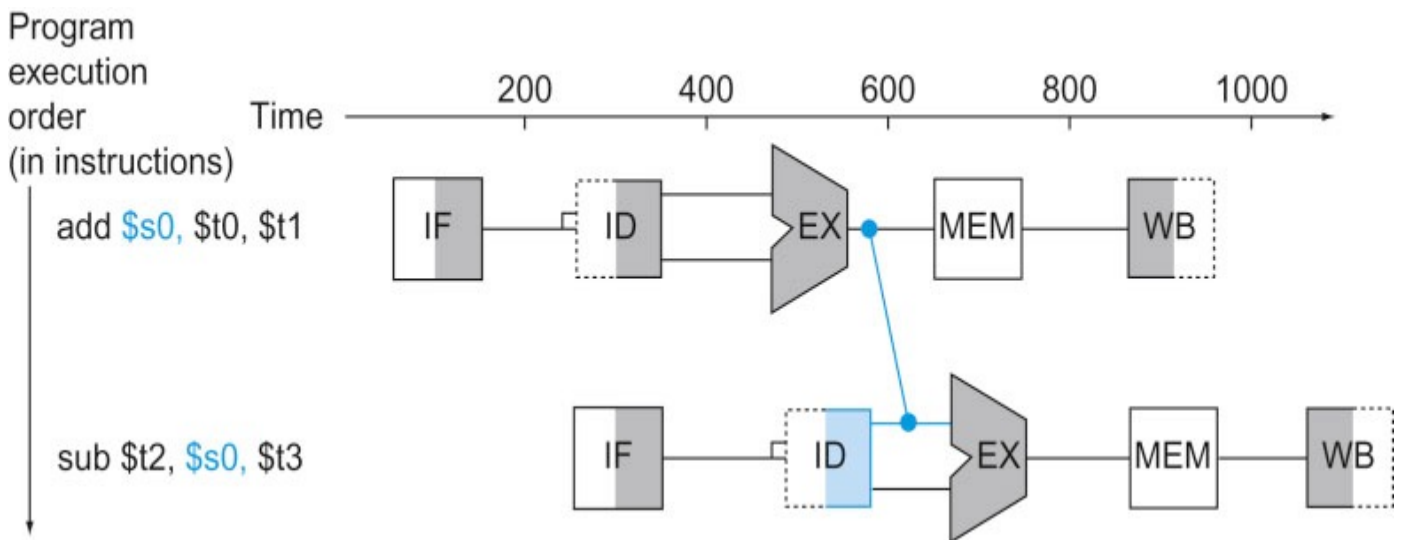 Program
execution
order
(in instructions)
Time
200 400 600 800 1000
add $s0, $t0, $t1
IF ID EX MEM WB
sub $t2, $s0, $t3
IF ID EX MEM WB